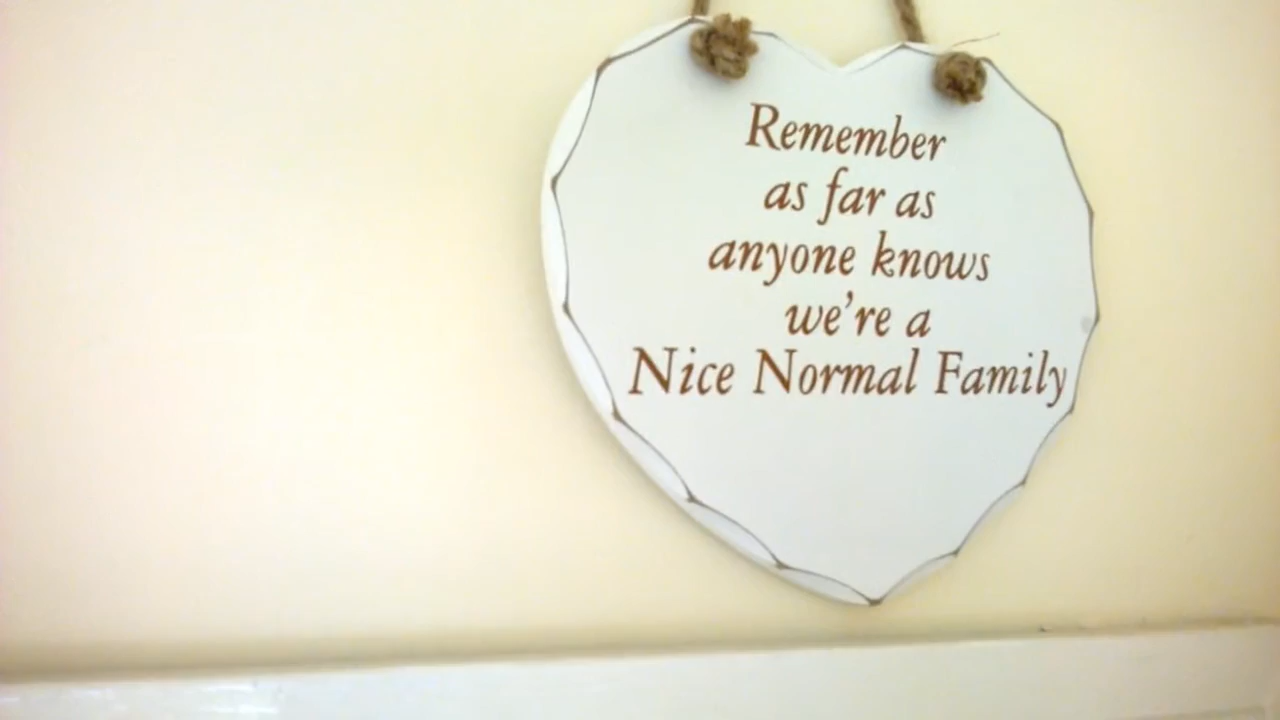 Remember
as far as
anyone knows
we're a
Nice Normal Family